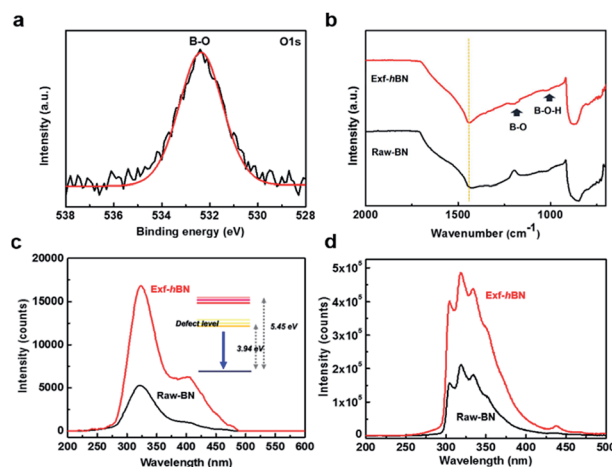 a
B-O
O1s
Intensity (a.u.)
538 536 534 532 530 528
Binding energy (eV)
b
Exf-hBN
B-O-H
B-O
Raw-BN
Intensity (a.u.)
2000 1500 1000
Wavenumber (cm-1)
c
20000
15000
10000
5000
0
Intensity (counts)
Exf-hBN
Defect level
5.45 eV
3.94 eV
Raw-BN
200 250 300 350 400 450 500 550 600
Wavelength (nm)
d
5x10⁵
4x10⁵
3x10⁵
2x10⁵
1x10⁵
0
Intensity (counts)
Exf-hBN
Raw-BN
200 250 300 350 400 450 500
Wavelength (nm)